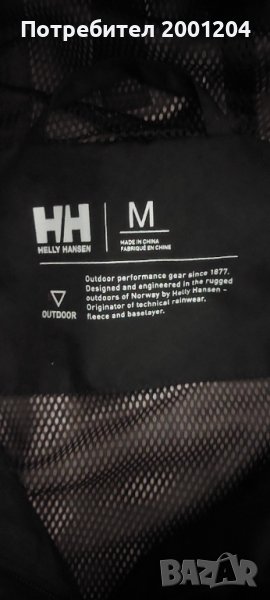 Потребител 2001204
HH
HELLY HANSEN
M
MADE IN CHINA
FABRIQUÉ EN CHINE
OUTDOOR
Outdoor performance gear since 1877.
Designed and engineered in the rugged
outdoors of Norway by Helly Hansen -
Originator of technical rainwear,
fleece and baselayer.
BAZAR